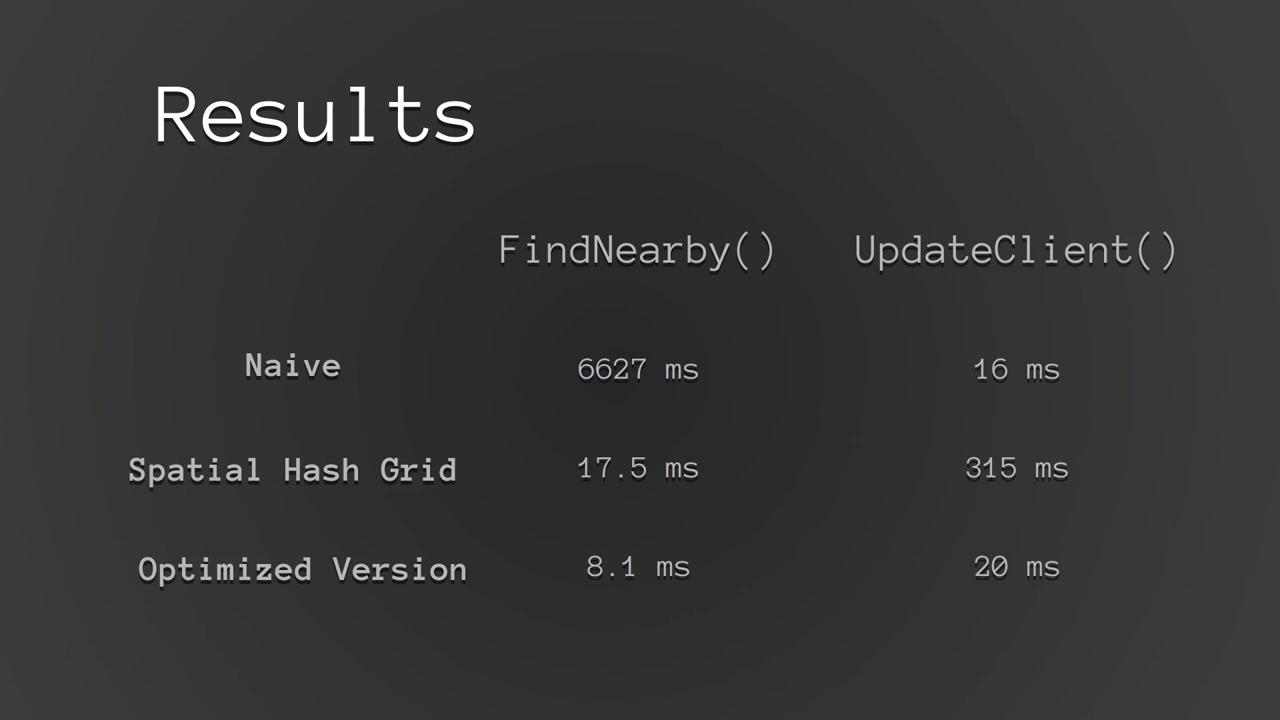 Results
FindNearby() UpdateClient()
Naive 6627 ms 16 ms
Spatial Hash Grid 17.5 ms 315 ms
Optimized Version 8.1 ms 20 ms